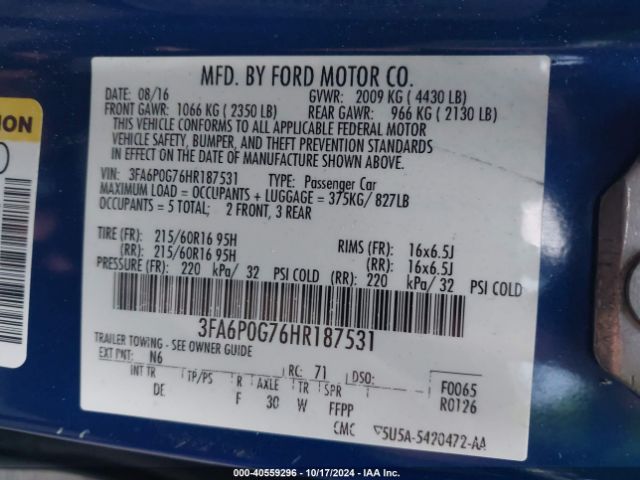 MFD. BY FORD MOTOR CO.
DATE: 08/16 GVWR: 2009 KG ( 4430 LB)
FRONT GAWR: 1066 KG ( 2350 LB) REAR GAWR: 966 KG ( 2130 LB)
THIS VEHICLE CONFORMS TO ALL APPLICABLE FEDERAL MOTOR
VEHICLE SAFETY, BUMPER, AND THEFT PREVENTION STANDARDS
IN EFFECT ON THE DATE OF MANUFACTURE SHOWN ABOVE.
VIN: 3FA6P0G76HR187531 TYPE: Passenger Car
MAXIMUM LOAD = OCCUPANTS + LUGGAGE = 375KG/ 827LB
OCCUPANTS = 5 TOTAL; 2 FRONT, 3 REAR
TIRE (FR): 215/60R16 95H RIMS (FR): 16x6.5J
(RR): 215/60R16 95H (RR): 16x6.5J
PRESSURE (FR): 220 kPa/ 32 PSI COLD (RR): 220 kPa/ 32 PSI COLD
3FA6P0G76HR187531
TRAILER TOWING - SEE OWNER GUIDE
EXT PNT: N6 RC: 71 DSO: F0065
INT TR TP/PS R AXLE TR SPR R0126
DE F 30 W FFPP
CMC 5U5A-5420472-AA
000-40559296 - 10/17/2024 - IAA Inc.